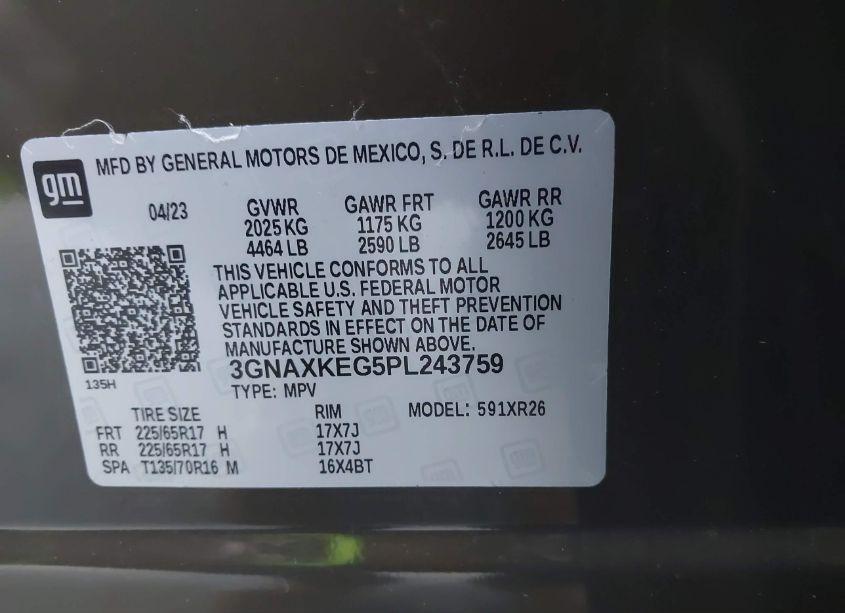 gm
MFD BY GENERAL MOTORS DE MEXICO, S. DE R.L. DE C.V.
04/23 GVWR GAWR FRT GAWR RR
2025 KG 1175 KG 1200 KG
4464 LB 2590 LB 2645 LB
THIS VEHICLE CONFORMS TO ALL
APPLICABLE U.S. FEDERAL MOTOR
VEHICLE SAFETY AND THEFT PREVENTION
STANDARDS IN EFFECT ON THE DATE OF
MANUFACTURE SHOWN ABOVE.
3GNAXKEG5PL243759
135H
TYPE: MPV
TIRE SIZE RIM MODEL: 591XR26
FRT 225/65R17 H 17X7J
RR 225/65R17 H 17X7J
SPA T135/70R16 M 16X4BT